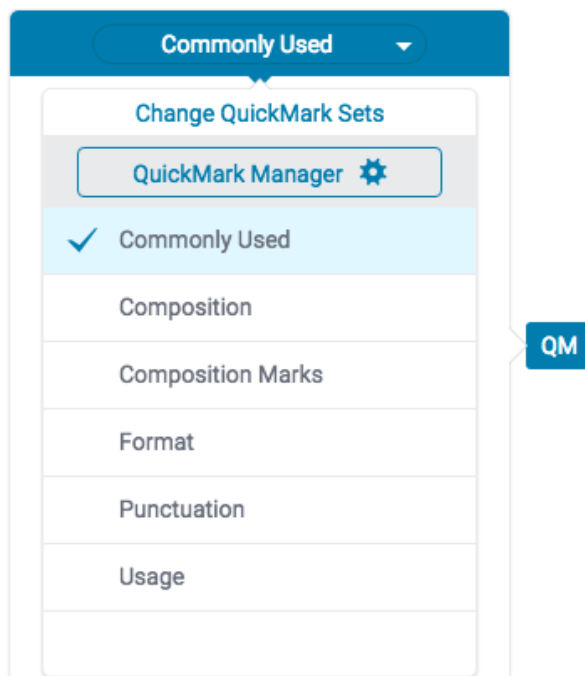 Commonly Used
Change QuickMark Sets
QuickMark Manager
Commonly Used
Composition
Composition Marks
QM
Format
Punctuation
Usage